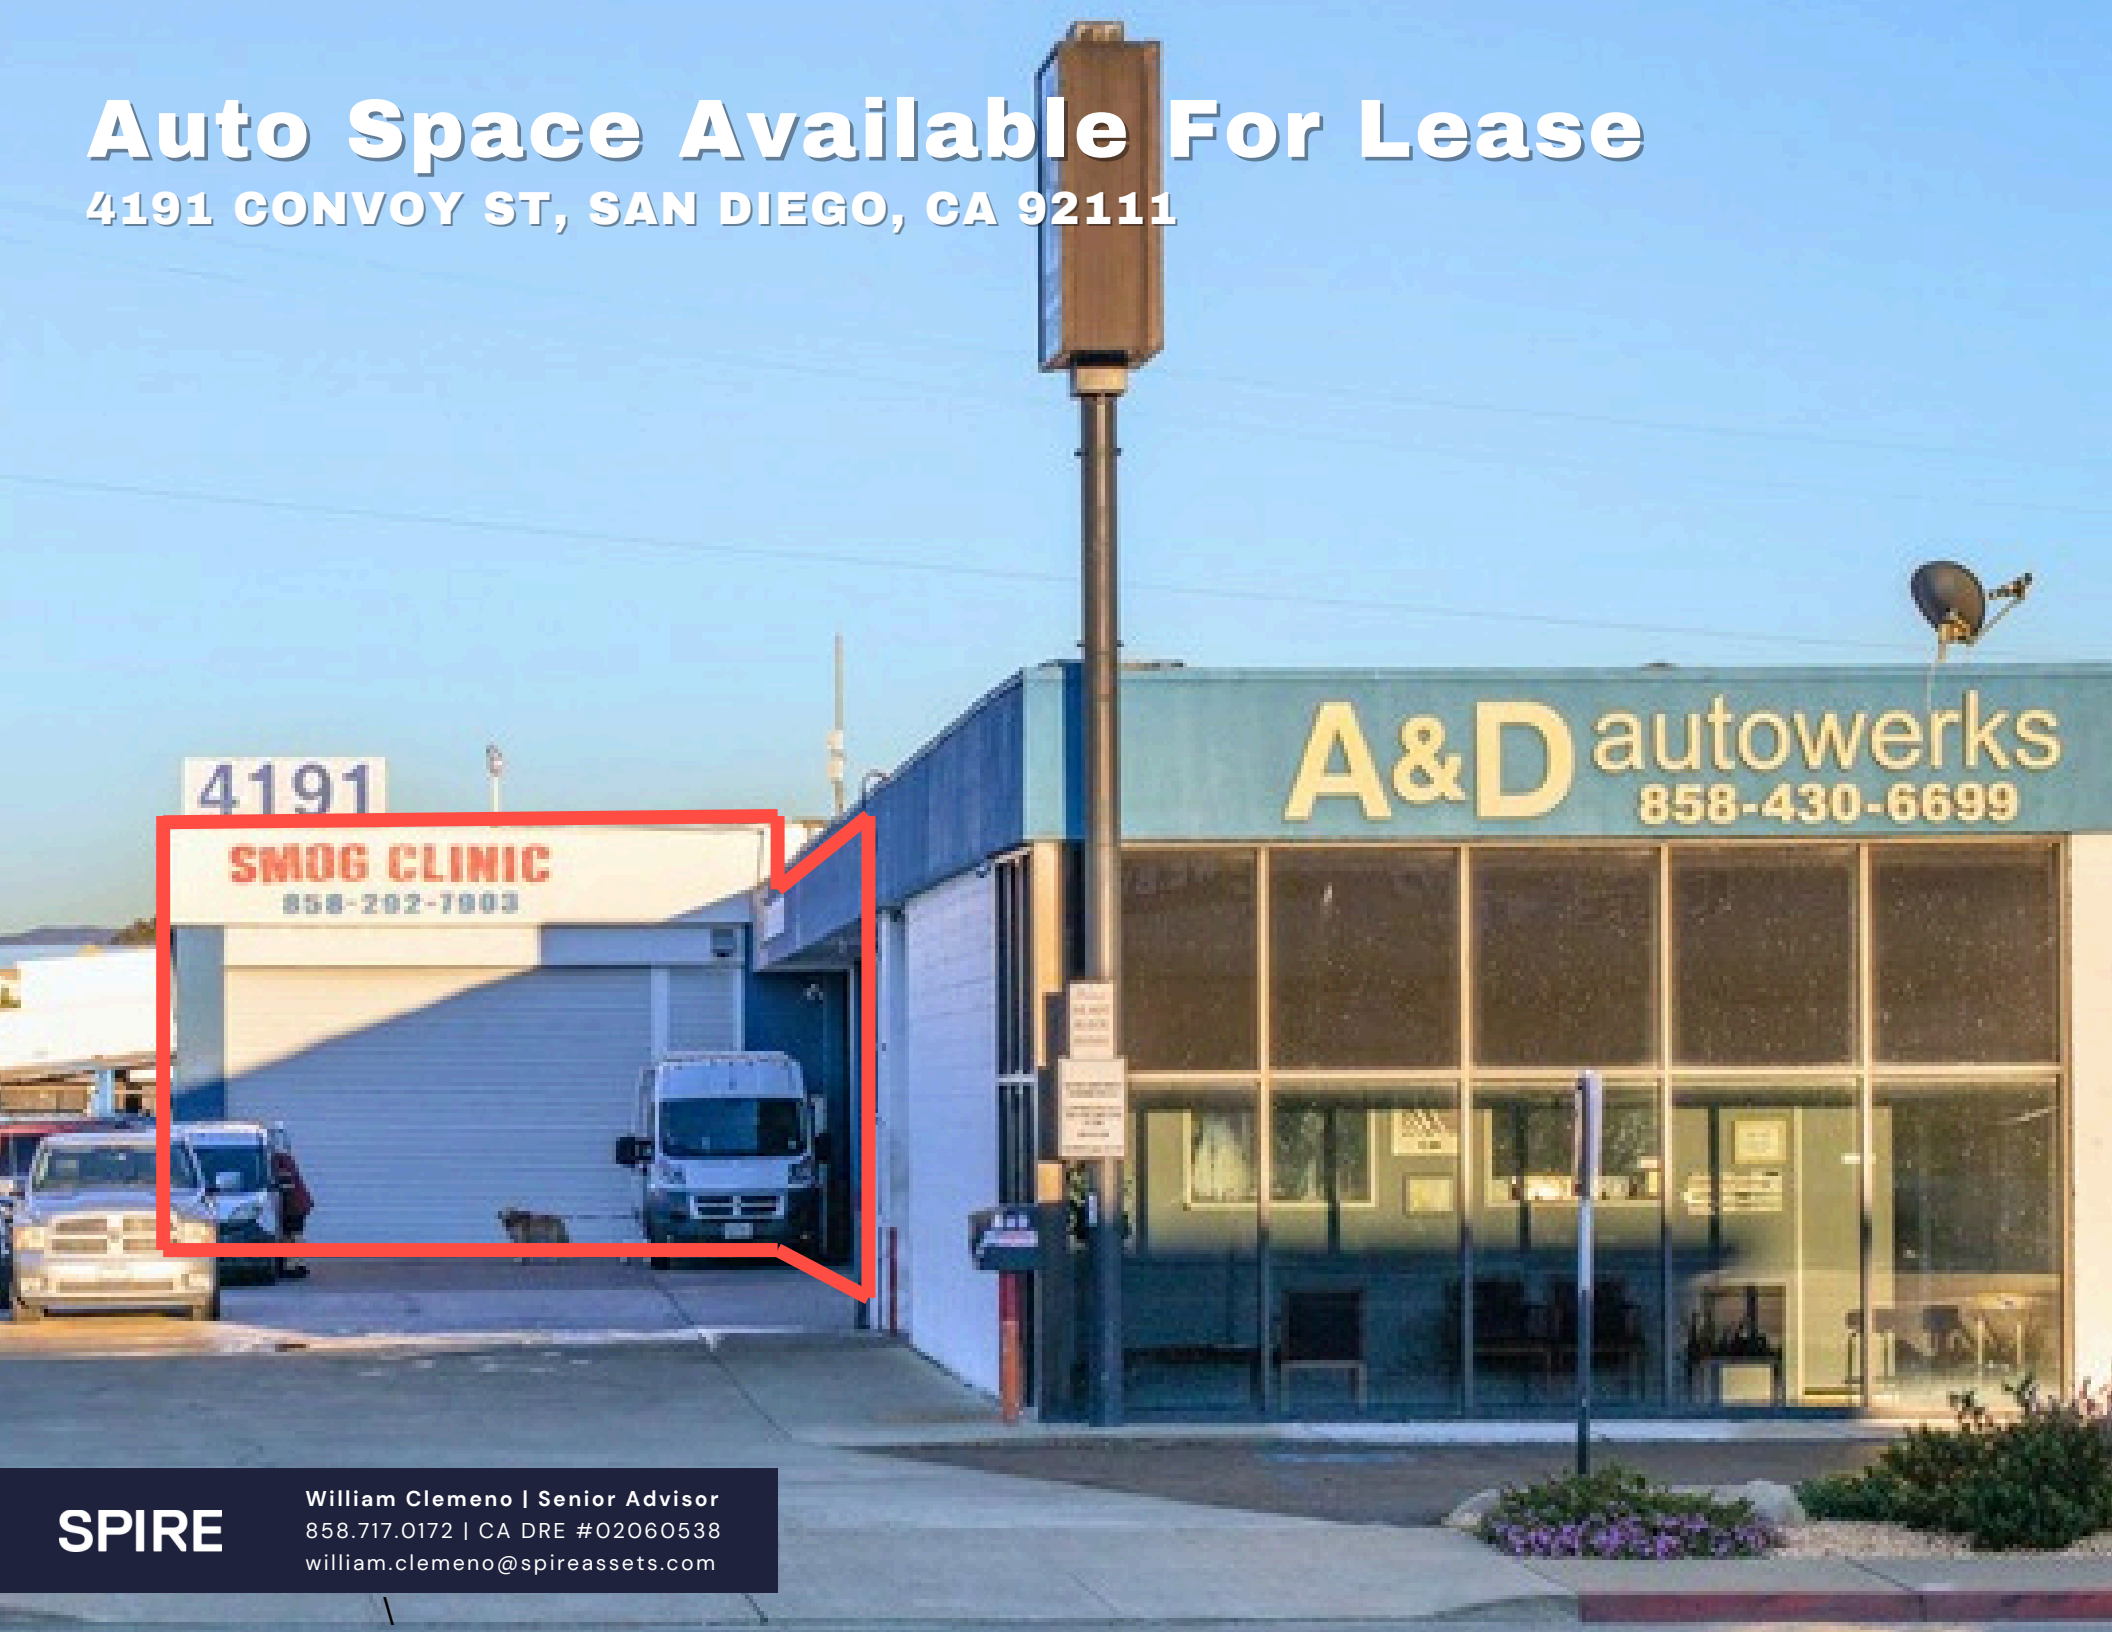 Auto Space Available For Lease
4191 CONVOY ST, SAN DIEGO, CA 92111
4191
SMOG CLINIC
858-292-7903
A&D autowerks
858-430-6699
SPIRE
William Clemeno | Senior Advisor
858.717.0172 | CA DRE #02060538
william.clemeno@spireassets.com
\